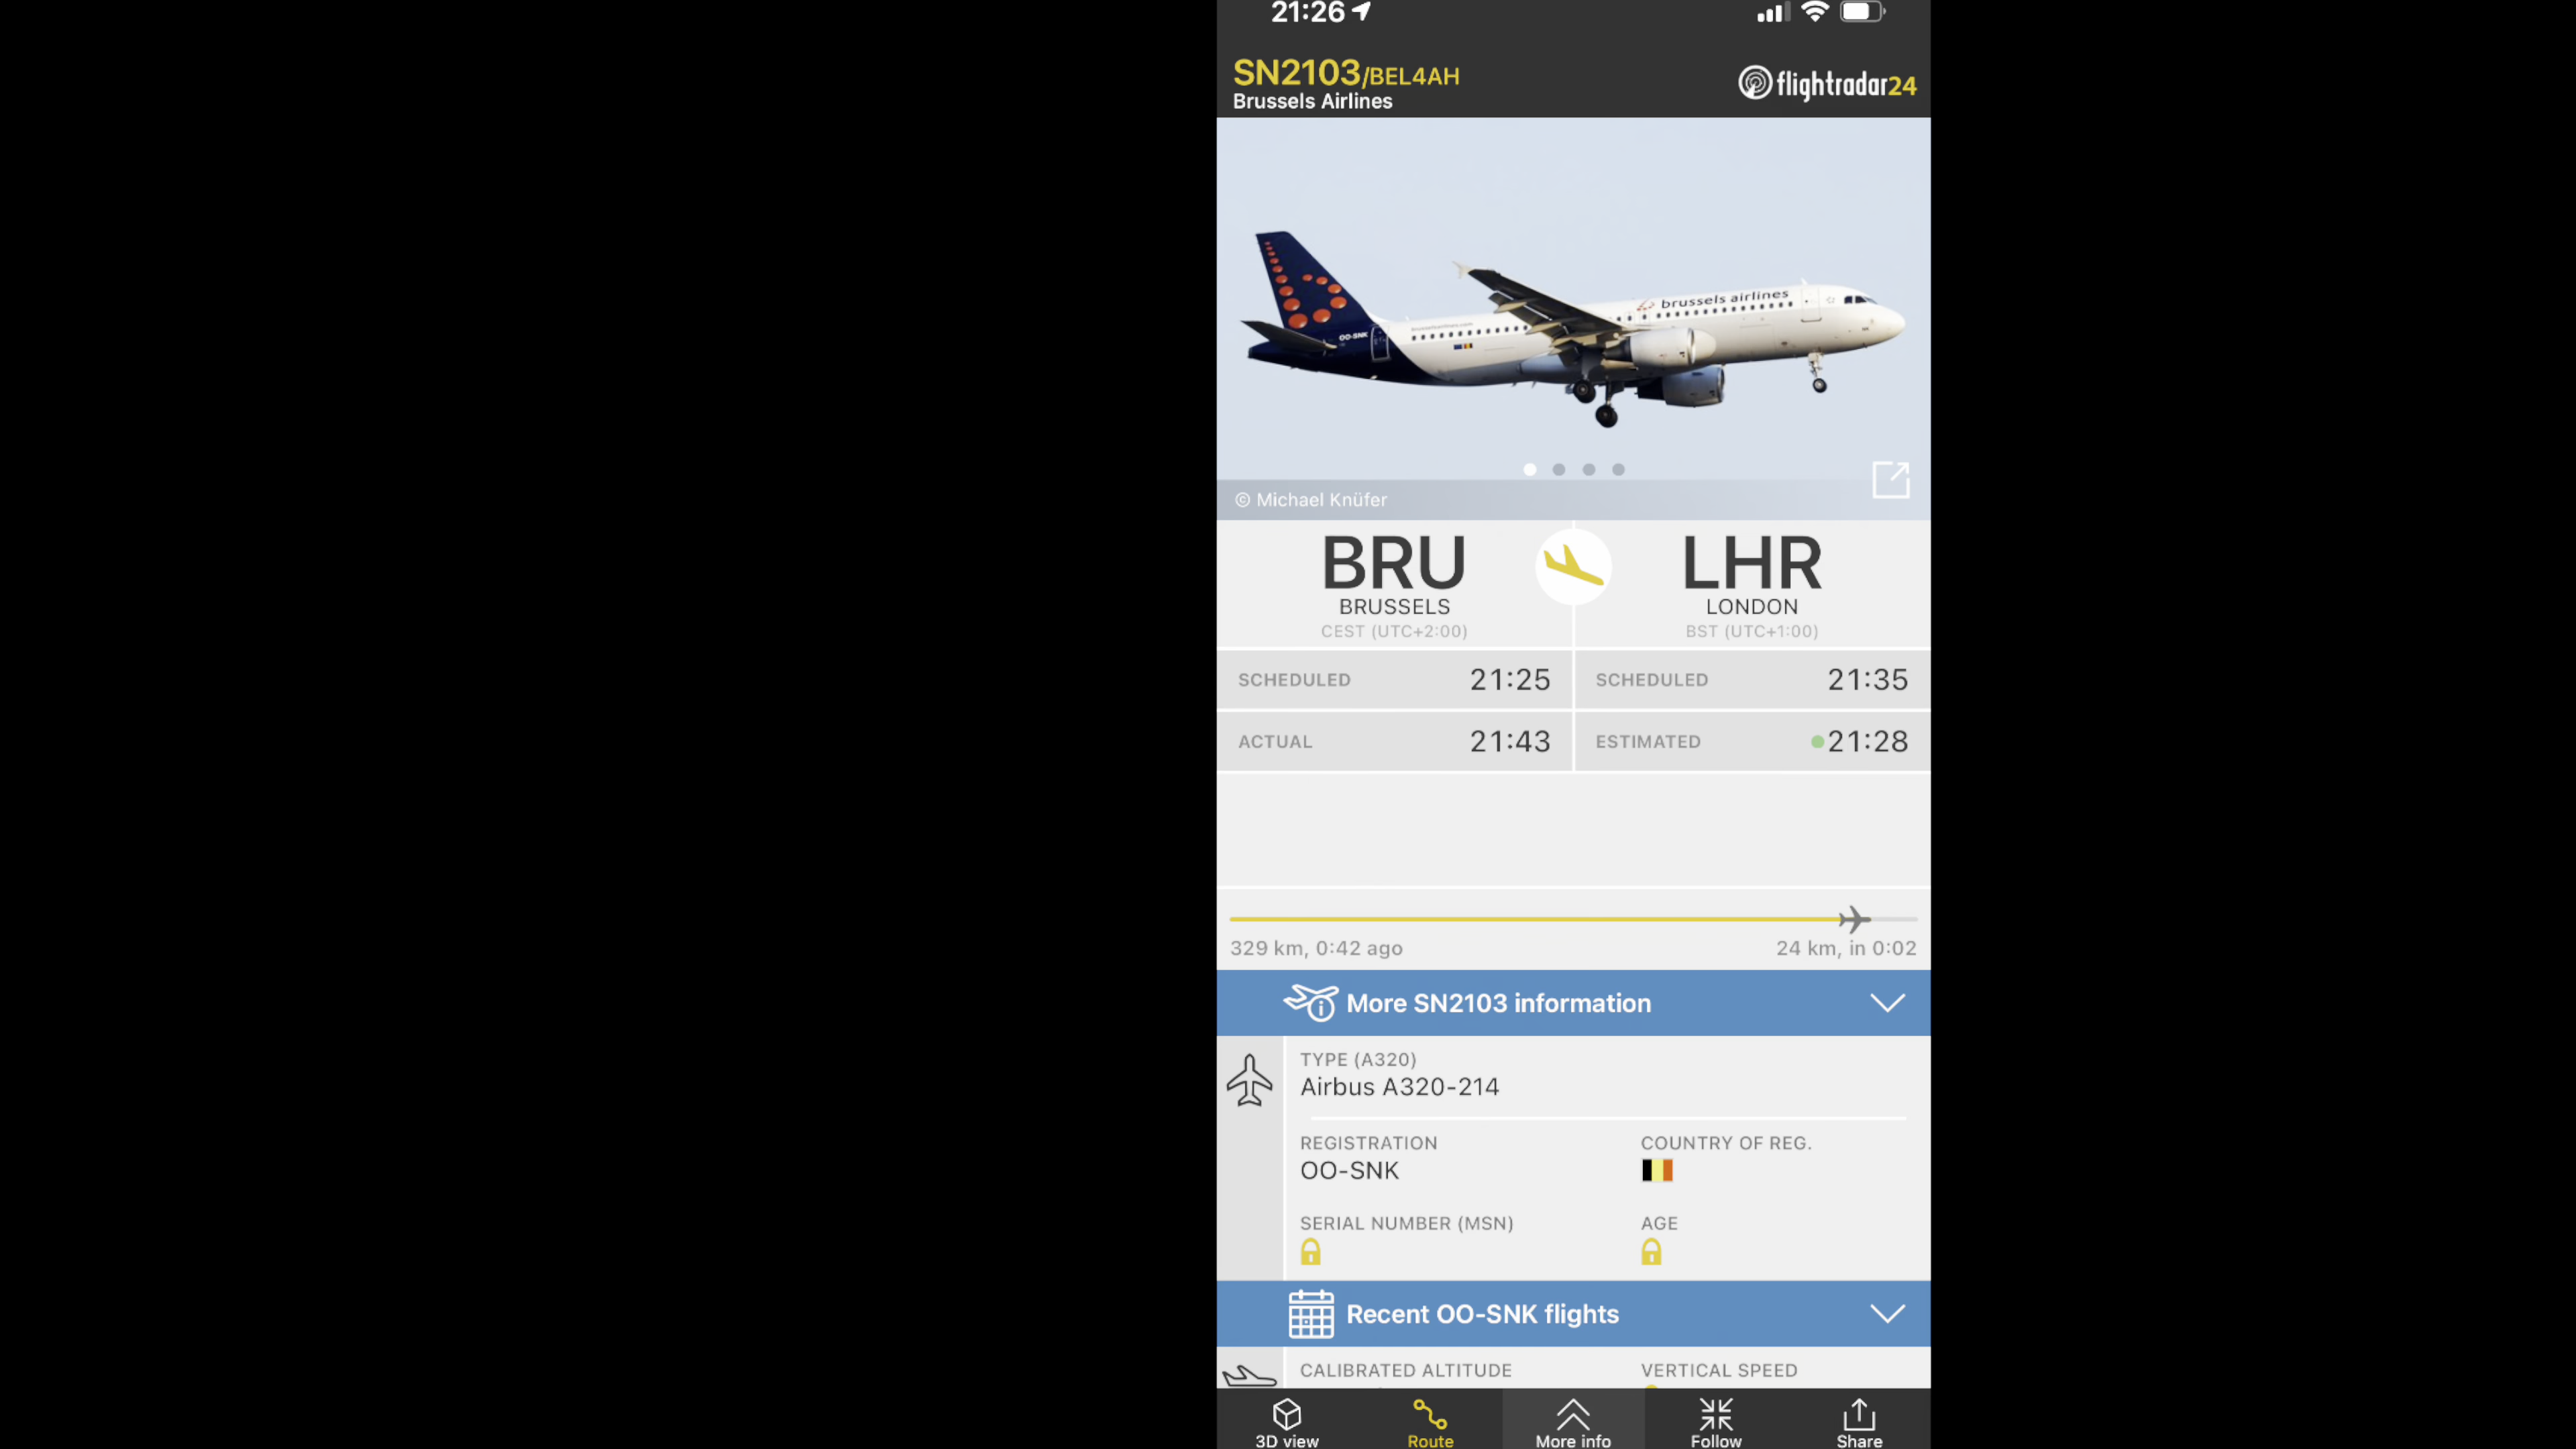 21:26
SN2103/BEL4AH
Brussels Airlines
flightradar24
brussels airlines
OO-SNK
© Michael Knüfer
BRU
BRUSSELS
CEST (UTC+2:00)
LHR
LONDON
BST (UTC+1:00)
SCHEDULED 21:25
SCHEDULED 21:35
ACTUAL 21:43
ESTIMATED 21:28
329 km, 0:42 ago
24 km, in 0:02
More SN2103 information
TYPE (A320)
Airbus A320-214
REGISTRATION
OO-SNK
COUNTRY OF REG.
SERIAL NUMBER (MSN)
AGE
Recent OO-SNK flights
CALIBRATED ALTITUDE
VERTICAL SPEED
3D view
Route
More info
Follow
Share